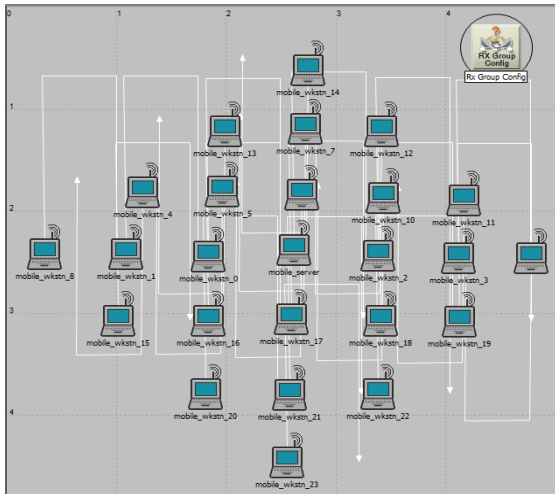 0 1 2 3 4
RX Group
Config
Rx Group Config
mobile_wkstn_14
1
mobile_wkstn_13
mobile_wkstn_7
mobile_wkstn_12
mobile_wkstn_4
mobile_wkstn_5
mobile_wkstn_10
mobile_wkstn_11
2
mobile_wkstn_8
mobile_wkstn_1
mobile_wkstn_0
mobile_server
mobile_wkstn_2
mobile_wkstn_3
3
mobile_wkstn_15
mobile_wkstn_16
mobile_wkstn_17
mobile_wkstn_18
mobile_wkstn_19
mobile_wkstn_20
mobile_wkstn_21
mobile_wkstn_22
4
mobile_wkstn_23